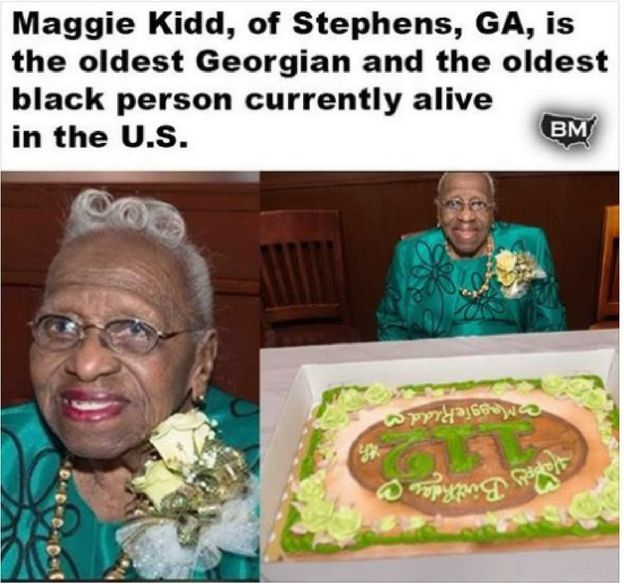 Maggie Kidd, of Stephens, GA, is
the oldest Georgian and the oldest
black person currently alive
in the U.S.
BM
Happy Birthday
112
Maggie Kidd